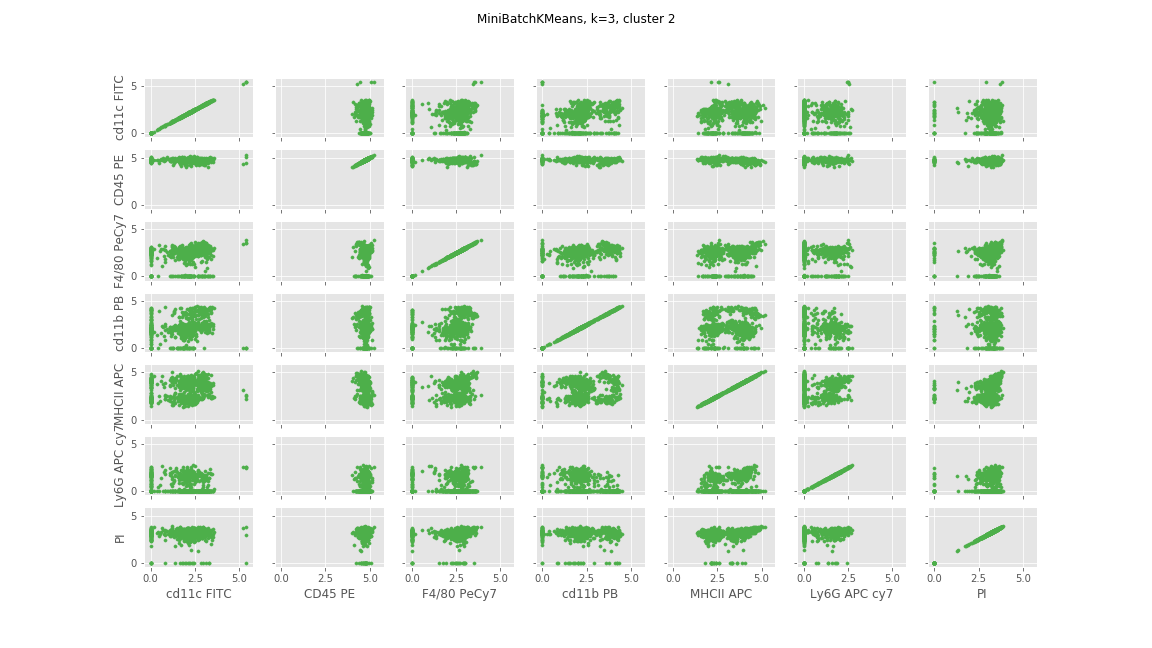 MiniBatchKMeans, k=3, cluster 2
cd11c FITC
5
0
CD45 PE
5
0
F4/80 PeCy7
5
0
cd11b PB
5
0
MHCII APC
5
0
Ly6G APC cy7
5
0
PI
5
0
0.0 2.5 5.0 0.0 2.5 5.0 0.0 2.5 5.0 0.0 2.5 5.0 0.0 2.5 5.0 0.0 2.5 5.0 0.0 2.5 5.0
cd11c FITC CD45 PE F4/80 PeCy7 cd11b PB MHCII APC Ly6G APC cy7 PI